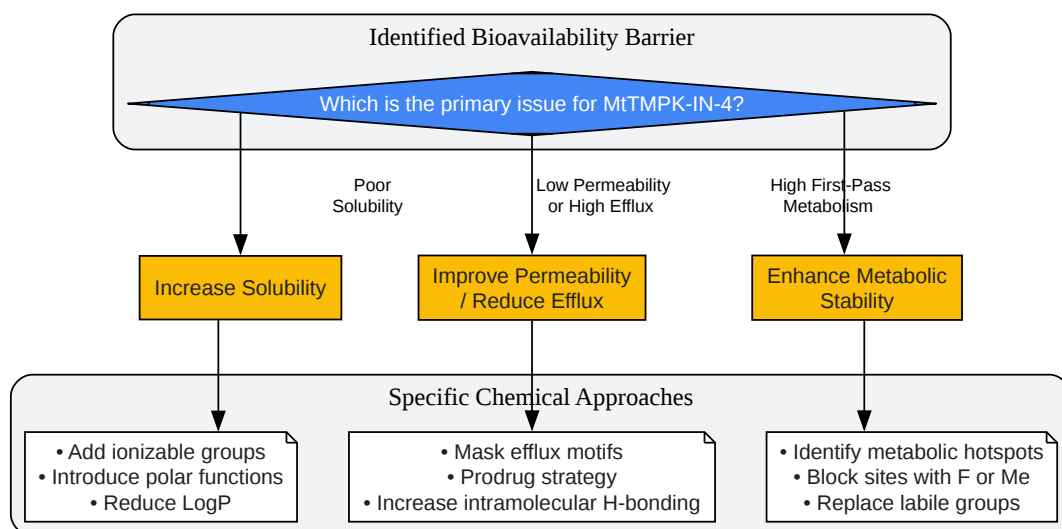 Identified Bioavailability Barrier
Which is the primary issue for MtTMPK-IN-4?
Poor
Solubility
Low Permeability
or High Efflux
High First-Pass
Metabolism
Increase Solubility
Improve Permeability
/ Reduce Efflux
Enhance Metabolic
Stability
Specific Chemical Approaches
• Add ionizable groups
• Introduce polar functions
• Reduce LogP
• Mask efflux motifs
• Prodrug strategy
• Increase intramolecular H-bonding
• Identify metabolic hotspots
• Block sites with F or Me
• Replace labile groups